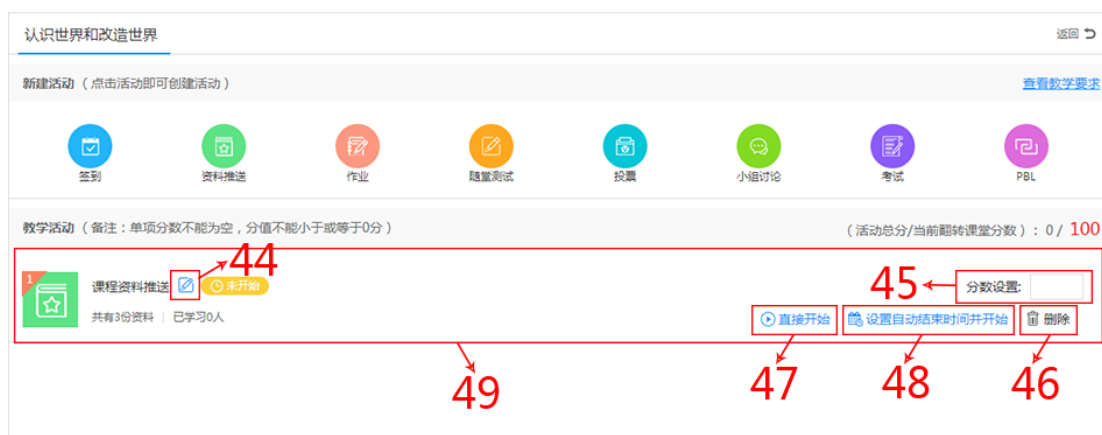 认识世界和改造世界 返回
新建活动（点击活动即可创建活动） 查看教学要求
签到 资料推送 作业 随堂测试 投票 小组讨论 考试 PBL
教学活动（备注：单项分数不能为空，分值不能小于或等于0分） （活动总分/当前翻转课堂分数）：0/ 100
44
1 课程资料推送 未开始 45 分数设置:
共有3份资料 | 已学习0人 直接开始 设置自动结束时间并开始 删除
49 47 48 46